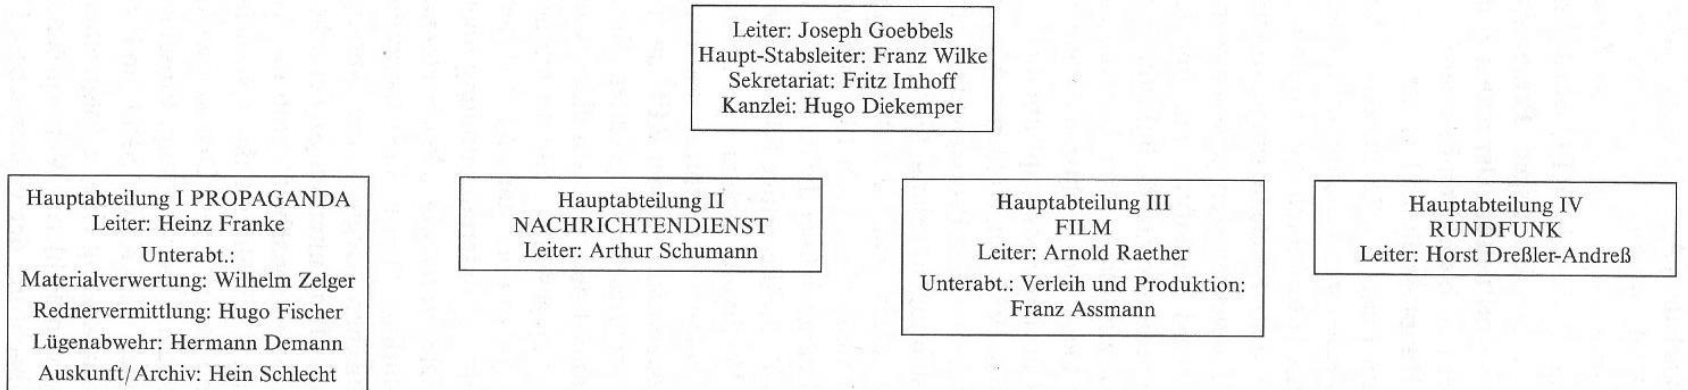 Leiter: Joseph Goebbels
Haupt-Stabsleiter: Franz Wilke
Sekretariat: Fritz Imhoff
Kanzlei: Hugo Diekemper
Hauptabteilung I PROPAGANDA
Leiter: Heinz Franke
Unterabt.:
Materialverwertung: Wilhelm Zelger
Rednervermittlung: Hugo Fischer
Lügenabwehr: Hermann Demann
Auskunft/Archiv: Hein Schlecht
Hauptabteilung II
NACHRICHTENDIENST
Leiter: Arthur Schumann
Hauptabteilung III
FILM
Leiter: Arnold Raether
Unterabt.: Verleih und Produktion:
Franz Assmann
Hauptabteilung IV
RUNDFUNK
Leiter: Horst Dreßler-Andreß